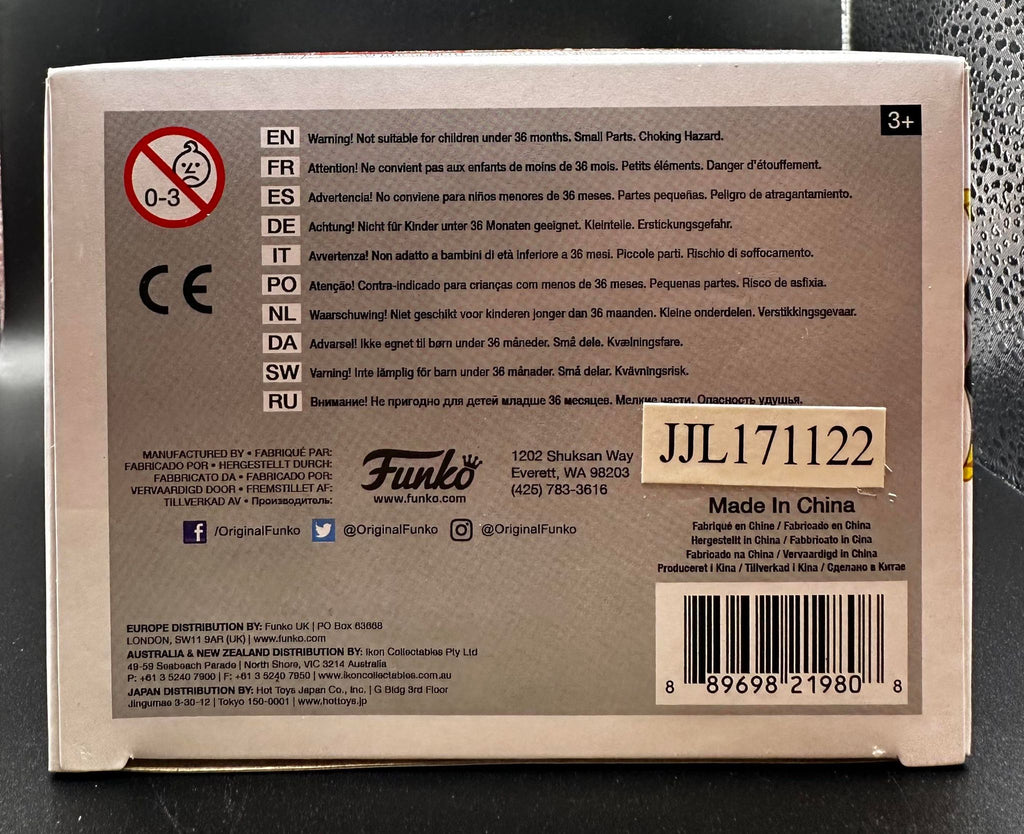 3+
0-3
EN Warning! Not suitable for children under 36 months. Small Parts. Choking Hazard.
FR Attention! Ne convient pas aux enfants de moins de 36 mois. Petits éléments. Danger d'étouffement.
ES Advertencia! No conviene para niños menores de 36 meses. Partes pequeñas. Peligro de atragantamiento.
DE Achtung! Nicht für Kinder unter 36 Monaten geeignet. Kleinteile. Erstickungsgefahr.
IT Avvertenza! Non adatto a bambini di età inferiore a 36 mesi. Piccole parti. Rischio di soffocamento.
PO Atenção! Contra-indicado para crianças com menos de 36 meses. Pequenas partes. Risco de asfixia.
NL Waarschuwing! Niet geschikt voor kinderen jonger dan 36 maanden. Kleine onderdelen. Verstikkingsgevaar.
DA Advarsel! Ikke egnet til børn under 36 måneder. Små dele. Kvælningsfare.
SW Varning! Inte lämplig för barn under 36 månader. Små delar. Kvävningsrisk.
RU Внимание! Не пригодно для детей младше 36 месяцев. Мелкие части. Опасность удушья.
CE
MANUFACTURED BY • FABRIQUÉ PAR:
FABRICADO POR • HERGESTELLT DURCH:
FABBRICATO DA • FABRICADO POR:
VERVAARDIGD DOOR • FREMSTILLET AF:
TILLVERKAD AV • Производитель:
Funko
www.funko.com
1202 Shuksan Way
Everett, WA 98203
(425) 783-3616
JJL171122
/OriginalFunko @OriginalFunko @OriginalFunko
Made In China
Fabriqué en Chine / Fabricado en China
Hergestellt in China / Fabbricato in Cina
Fabricado na China / Vervaardigd in China
Produceret i Kina / Tillverkad i Kina / Сделано в Китае
EUROPE DISTRIBUTION BY: Funko UK | PO Box 63668
LONDON, SW11 9AR (UK) | www.funko.com
AUSTRALIA & NEW ZEALAND DISTRIBUTION BY: Ikon Collectables Pty Ltd
49-59 Seabeach Parade | North Shore, VIC 3214 Australia
P: +61 3 5240 7900 | F: +61 3 5240 7950 | www.ikoncollectables.com.au
JAPAN DISTRIBUTION BY: Hot Toys Japan Co., Inc. | G Bldg 3rd Floor
Jingumae 3-30-12 | Tokyo 150-0001 | www.hottoys.jp
8 89698 21980 8